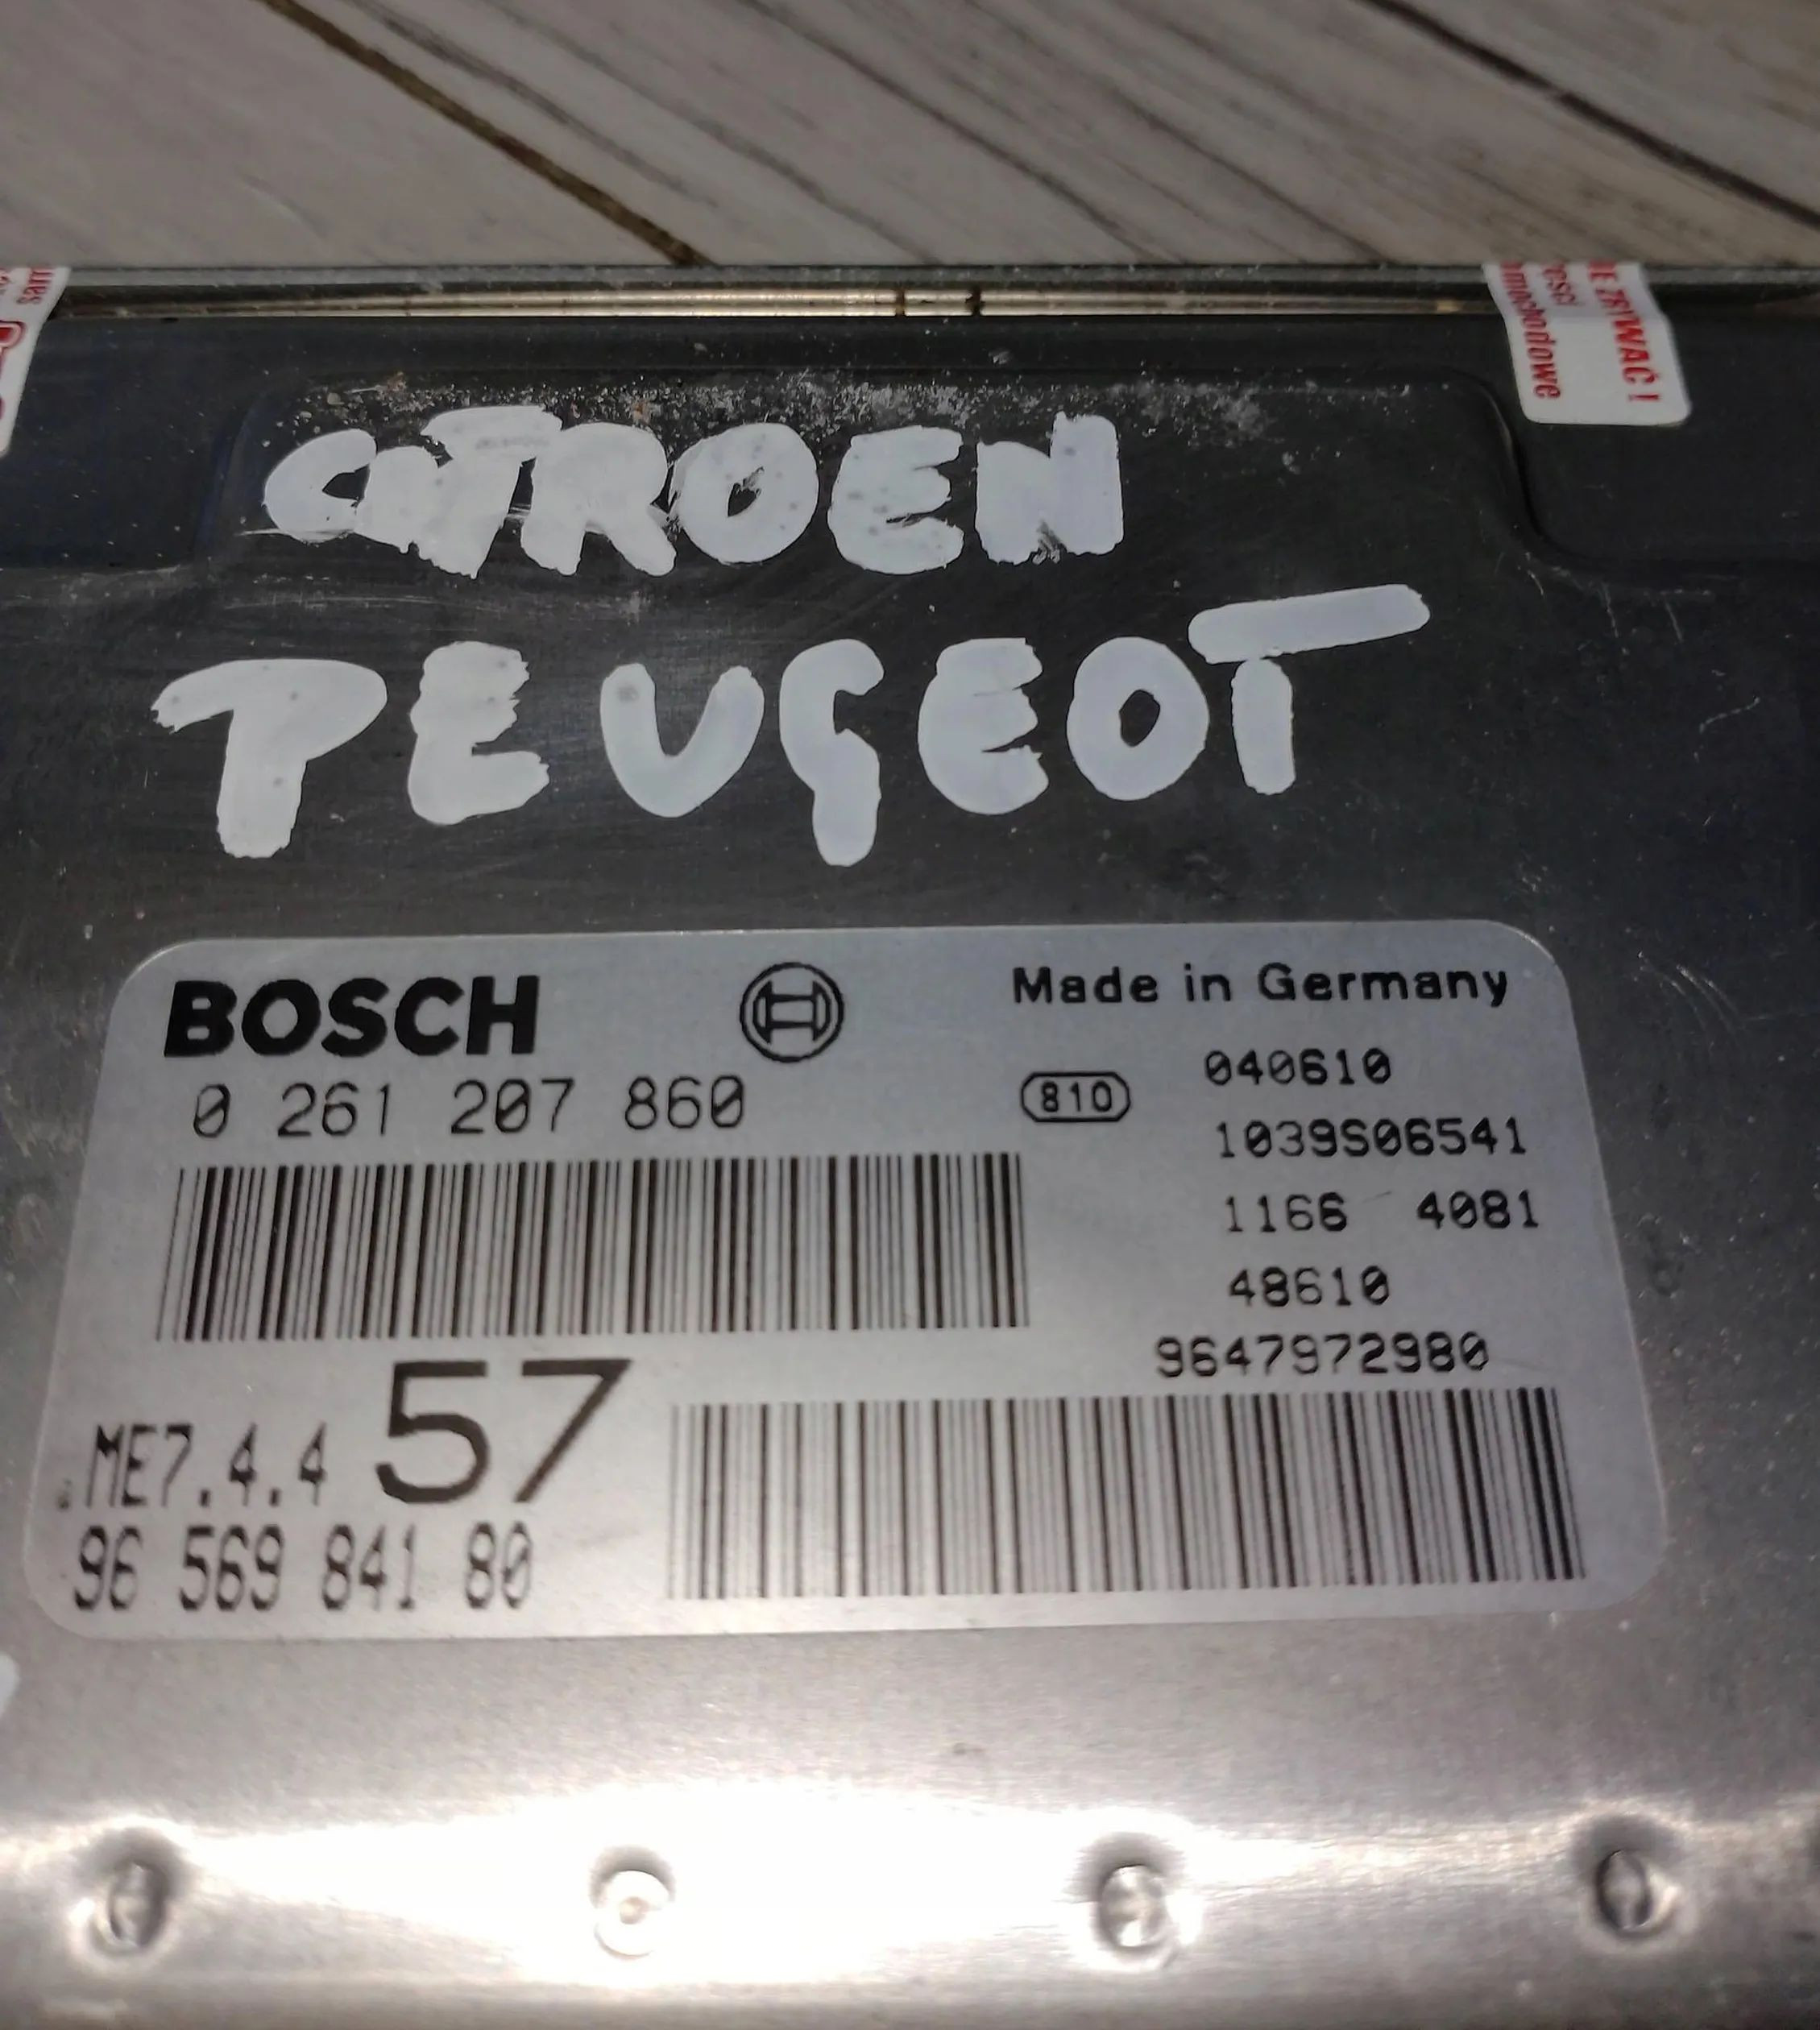 CITROEN
PEUGEOT
BOSCH
Made in Germany
0 261 207 860
810
040610
1039S06541
1166 4081
48610
9647972980
57
.ME7.4.4
96 569 841 80